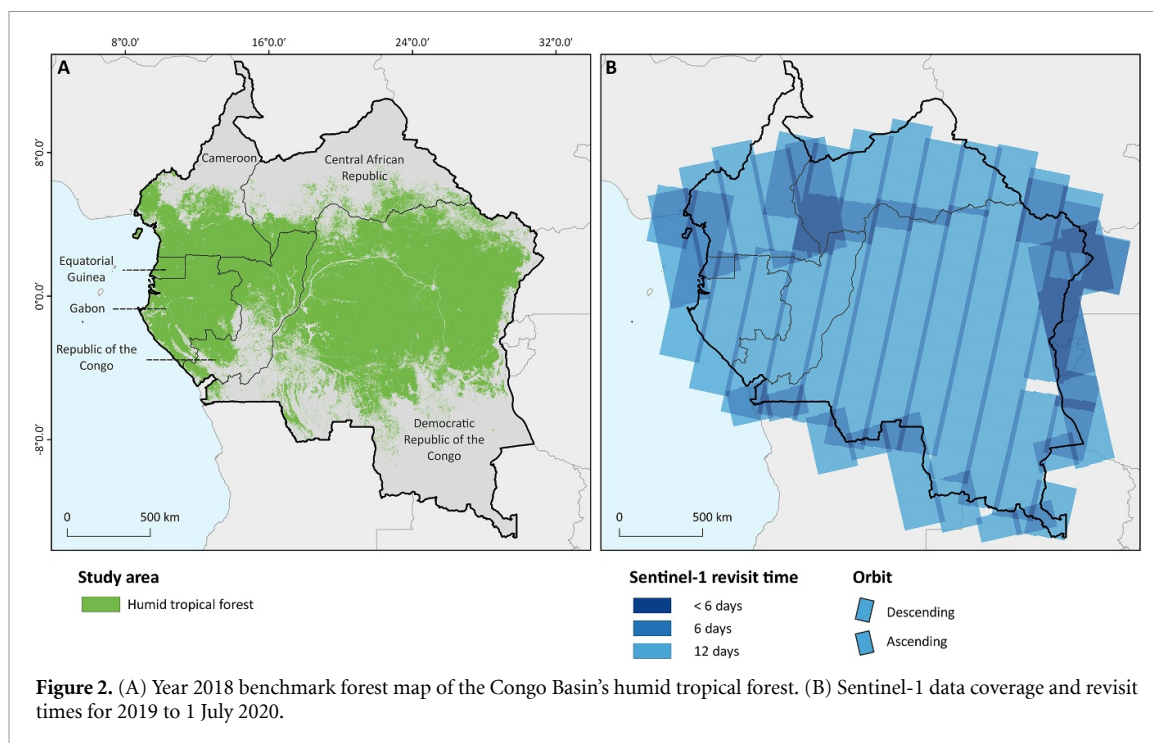 8°0.0'
16°0.0'
24°0.0'
32°0.0'
A
B
8°0.0'
0°0.0'
-8°0.0'
Cameroon
Central African
Republic
Equatorial
Guinea
Gabon
Republic of the
Congo
Democratic
Republic of the
Congo
0
500 km
0
500 km
Study area
Humid tropical forest
Sentinel-1 revisit time
< 6 days
6 days
12 days
Orbit
Descending
Ascending
Figure 2. (A) Year 2018 benchmark forest map of the Congo Basin's humid tropical forest. (B) Sentinel-1 data coverage and revisit
times for 2019 to 1 July 2020.